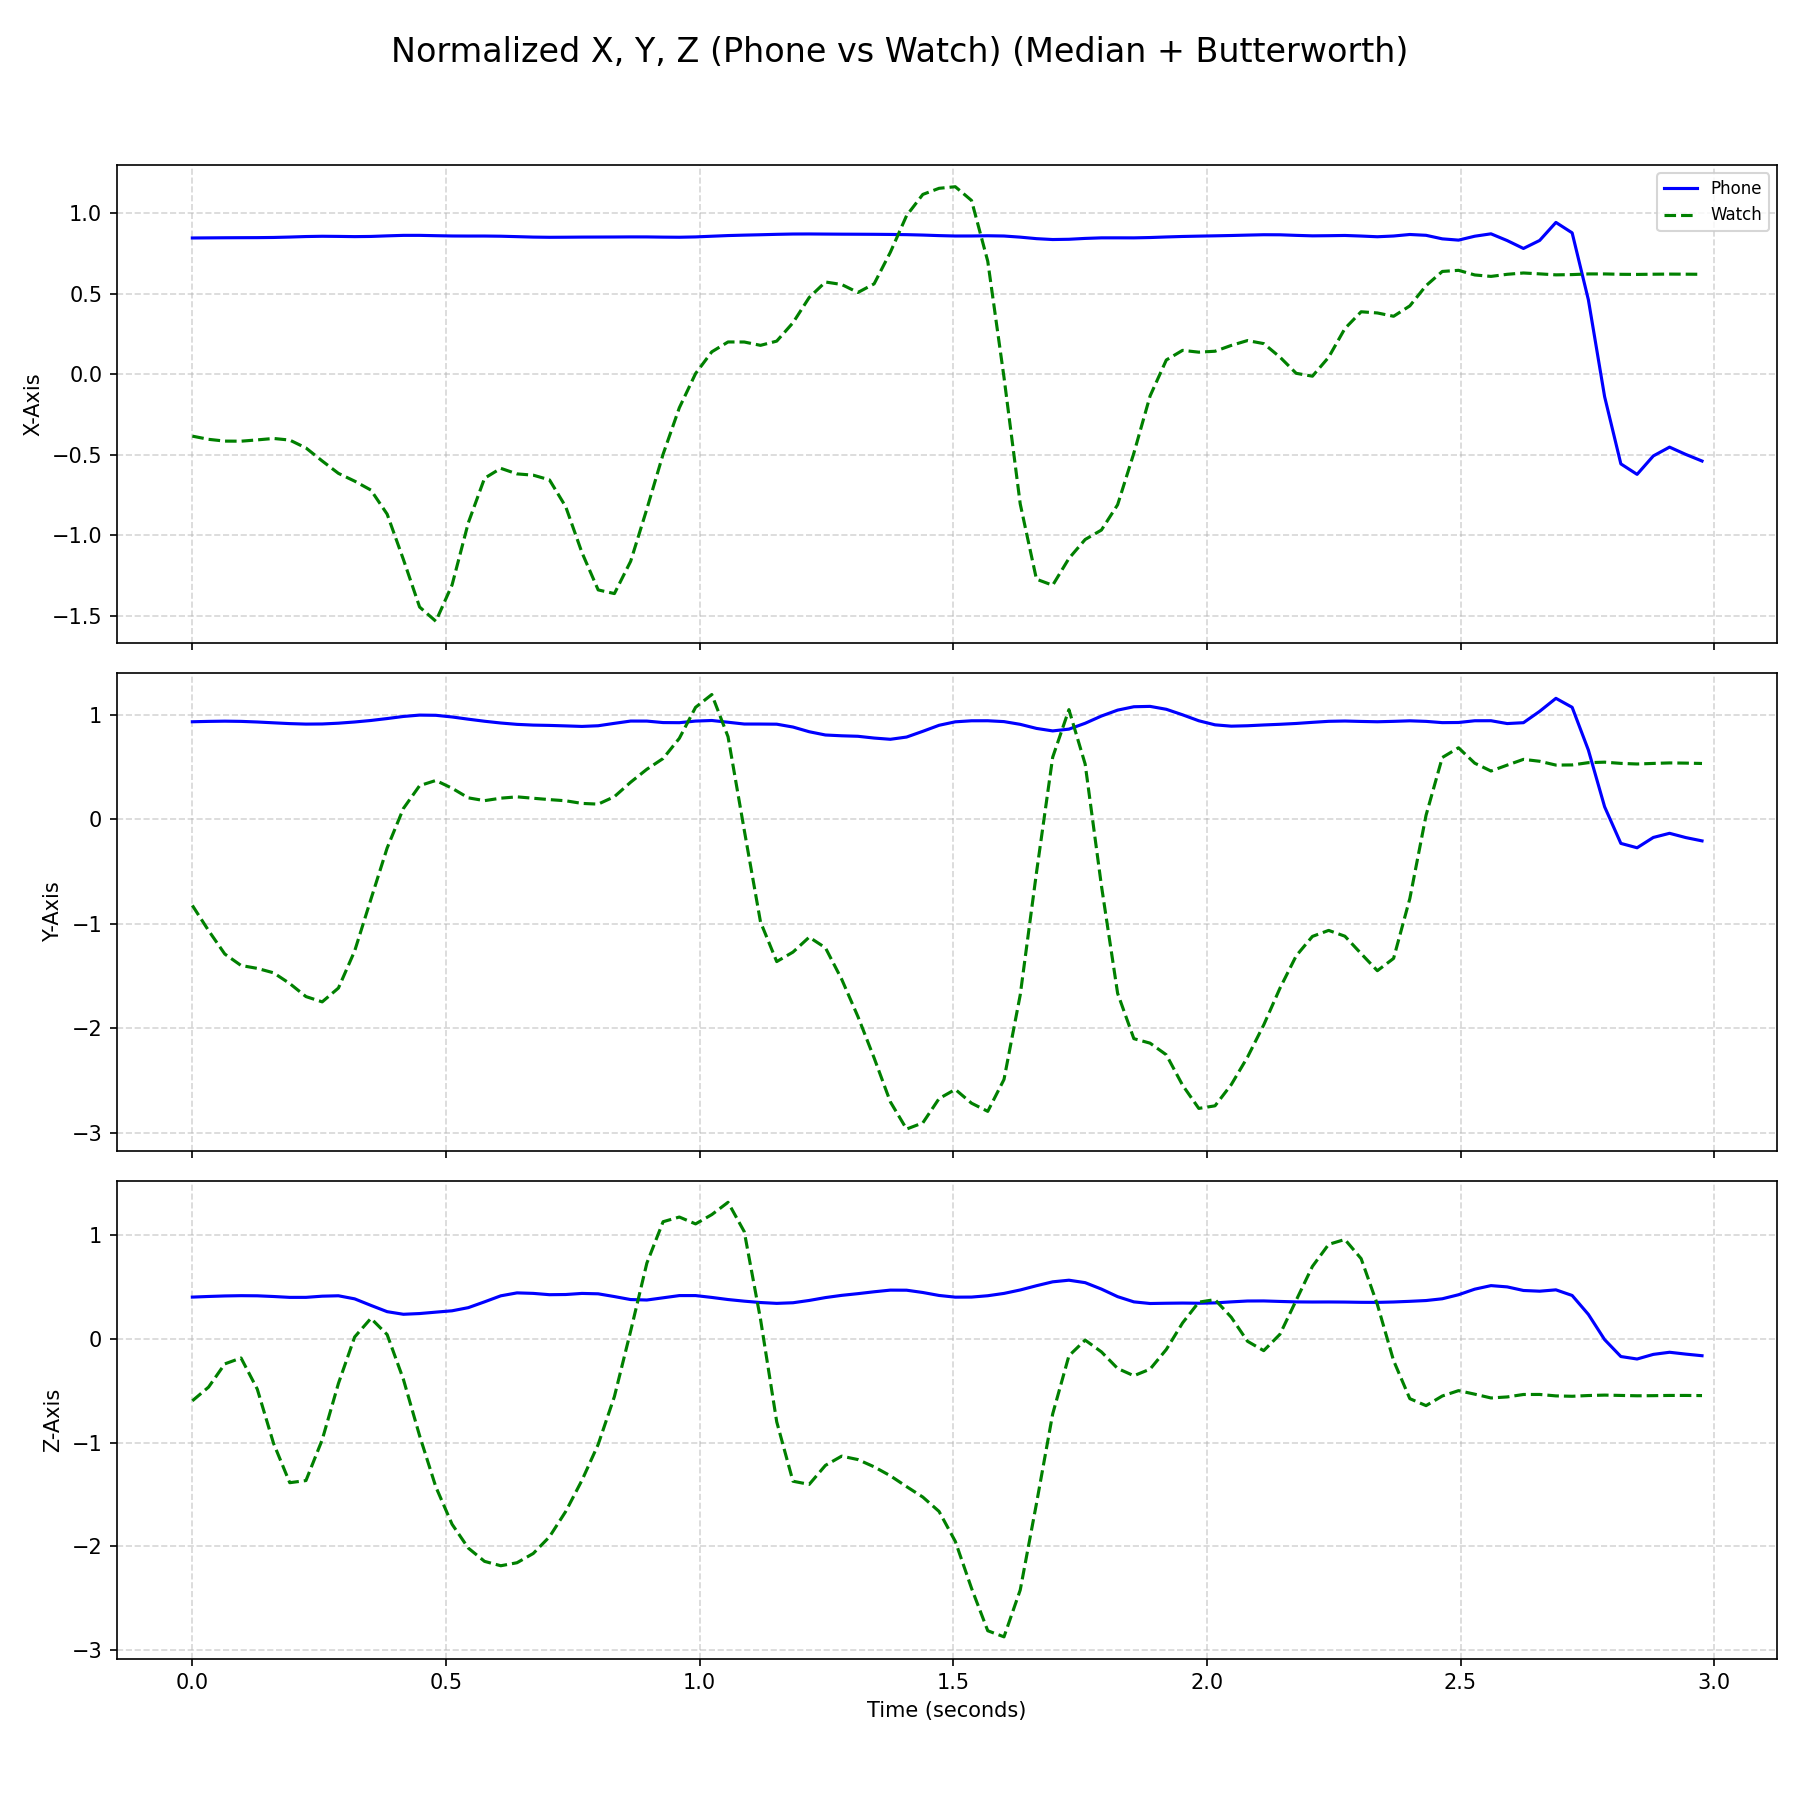 Normalized X, Y, Z (Phone vs Watch) (Median + Butterworth)
Phone
Watch
X-Axis
1.0
0.5
0.0
−0.5
−1.0
−1.5
Y-Axis
1
0
−1
−2
−3
Z-Axis
1
0
−1
−2
−3
0.0 0.5 1.0 1.5 2.0 2.5 3.0
Time (seconds)